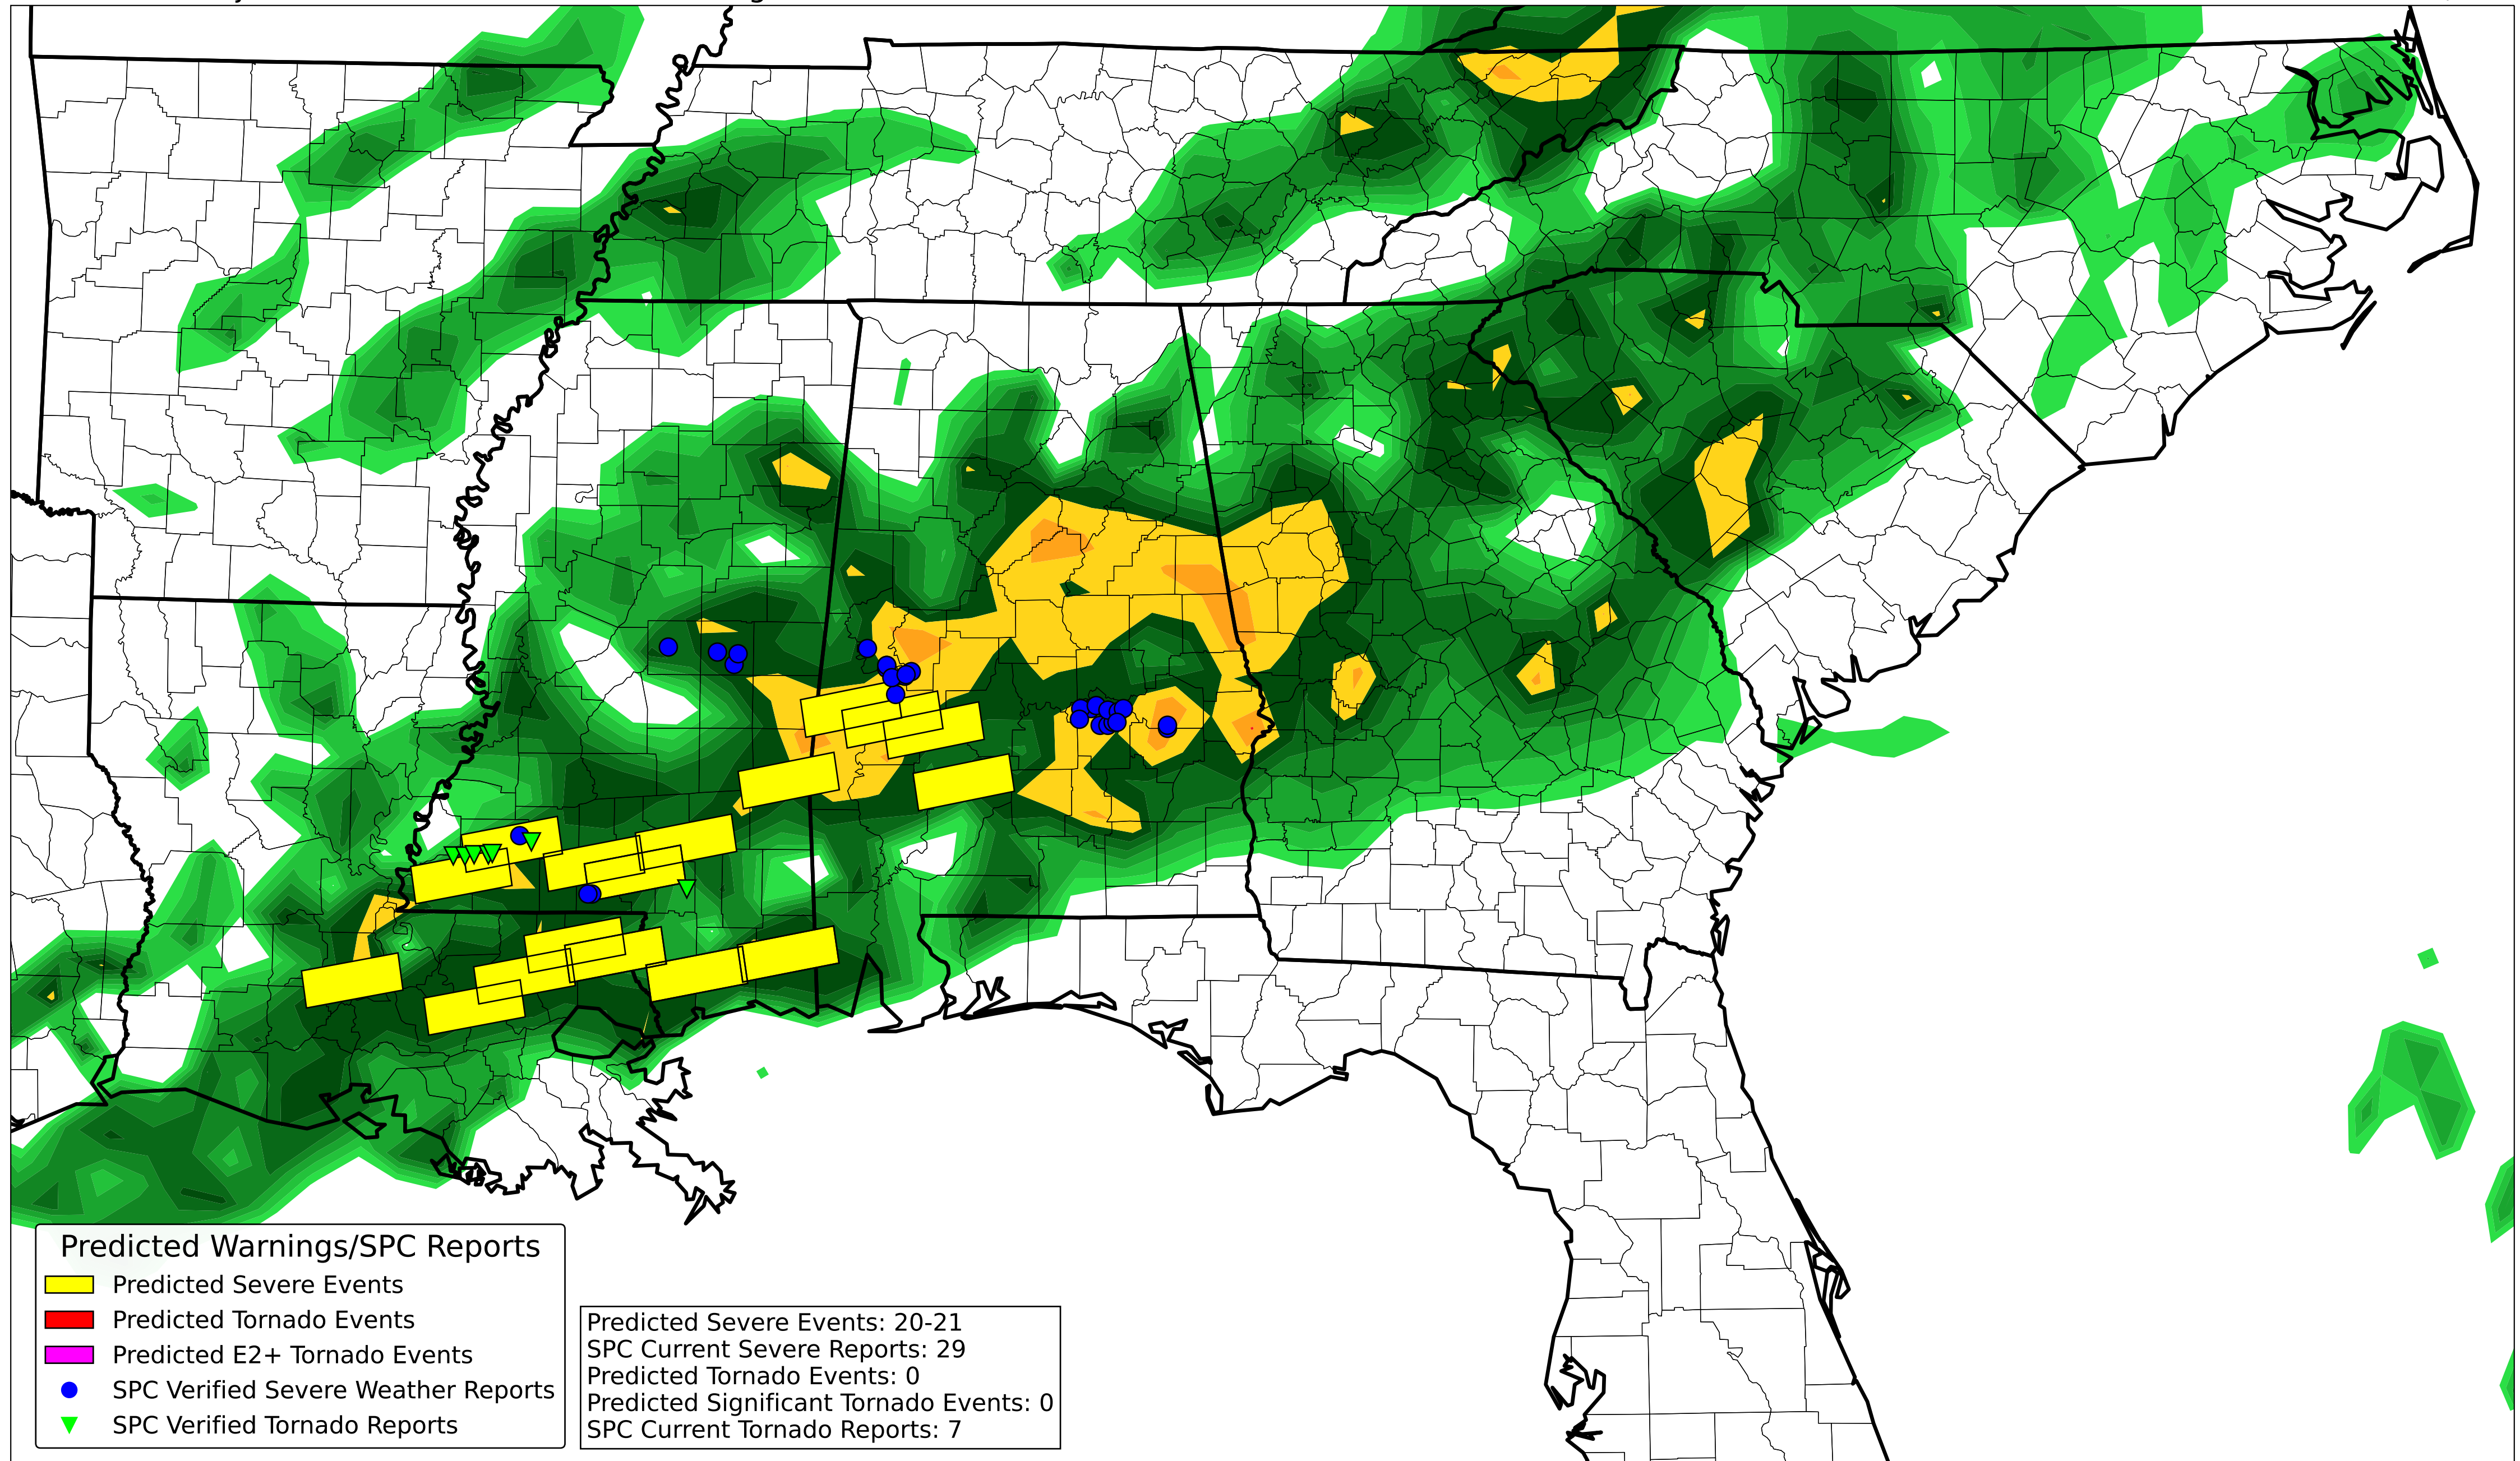 Predicted Warnings/SPC Reports
Predicted Severe Events
Predicted Tornado Events
Predicted E2+ Tornado Events
SPC Verified Severe Weather Reports
SPC Verified Tornado Reports
Predicted Severe Events: 20-21
SPC Current Severe Reports: 29
Predicted Tornado Events: 0
Predicted Significant Tornado Events: 0
SPC Current Tornado Reports: 7